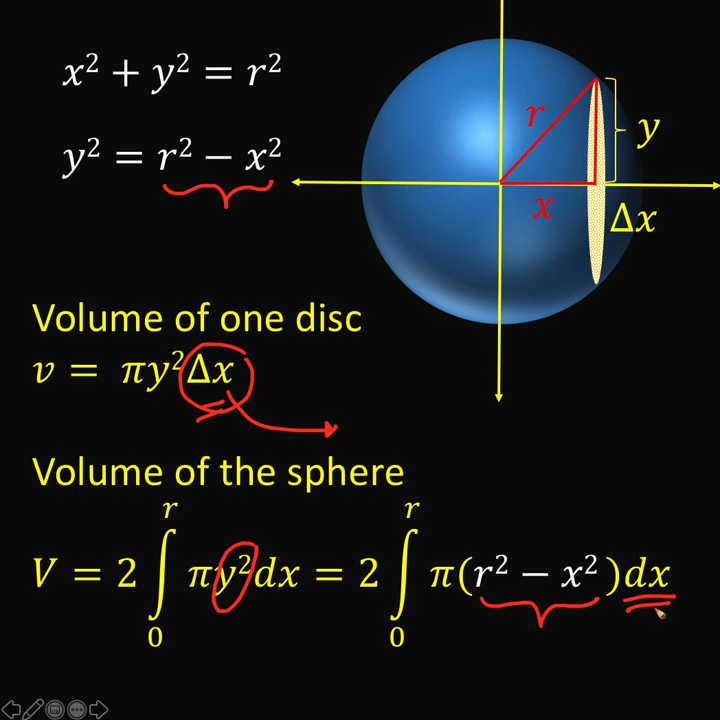 x² + y² = r²
y² = r² − x²
r
y
x
Δx
Volume of one disc
v = πy²Δx
Volume of the sphere
V = 2 ∫₀ʳ πy²dx = 2 ∫₀ʳ π(r² − x²)dx